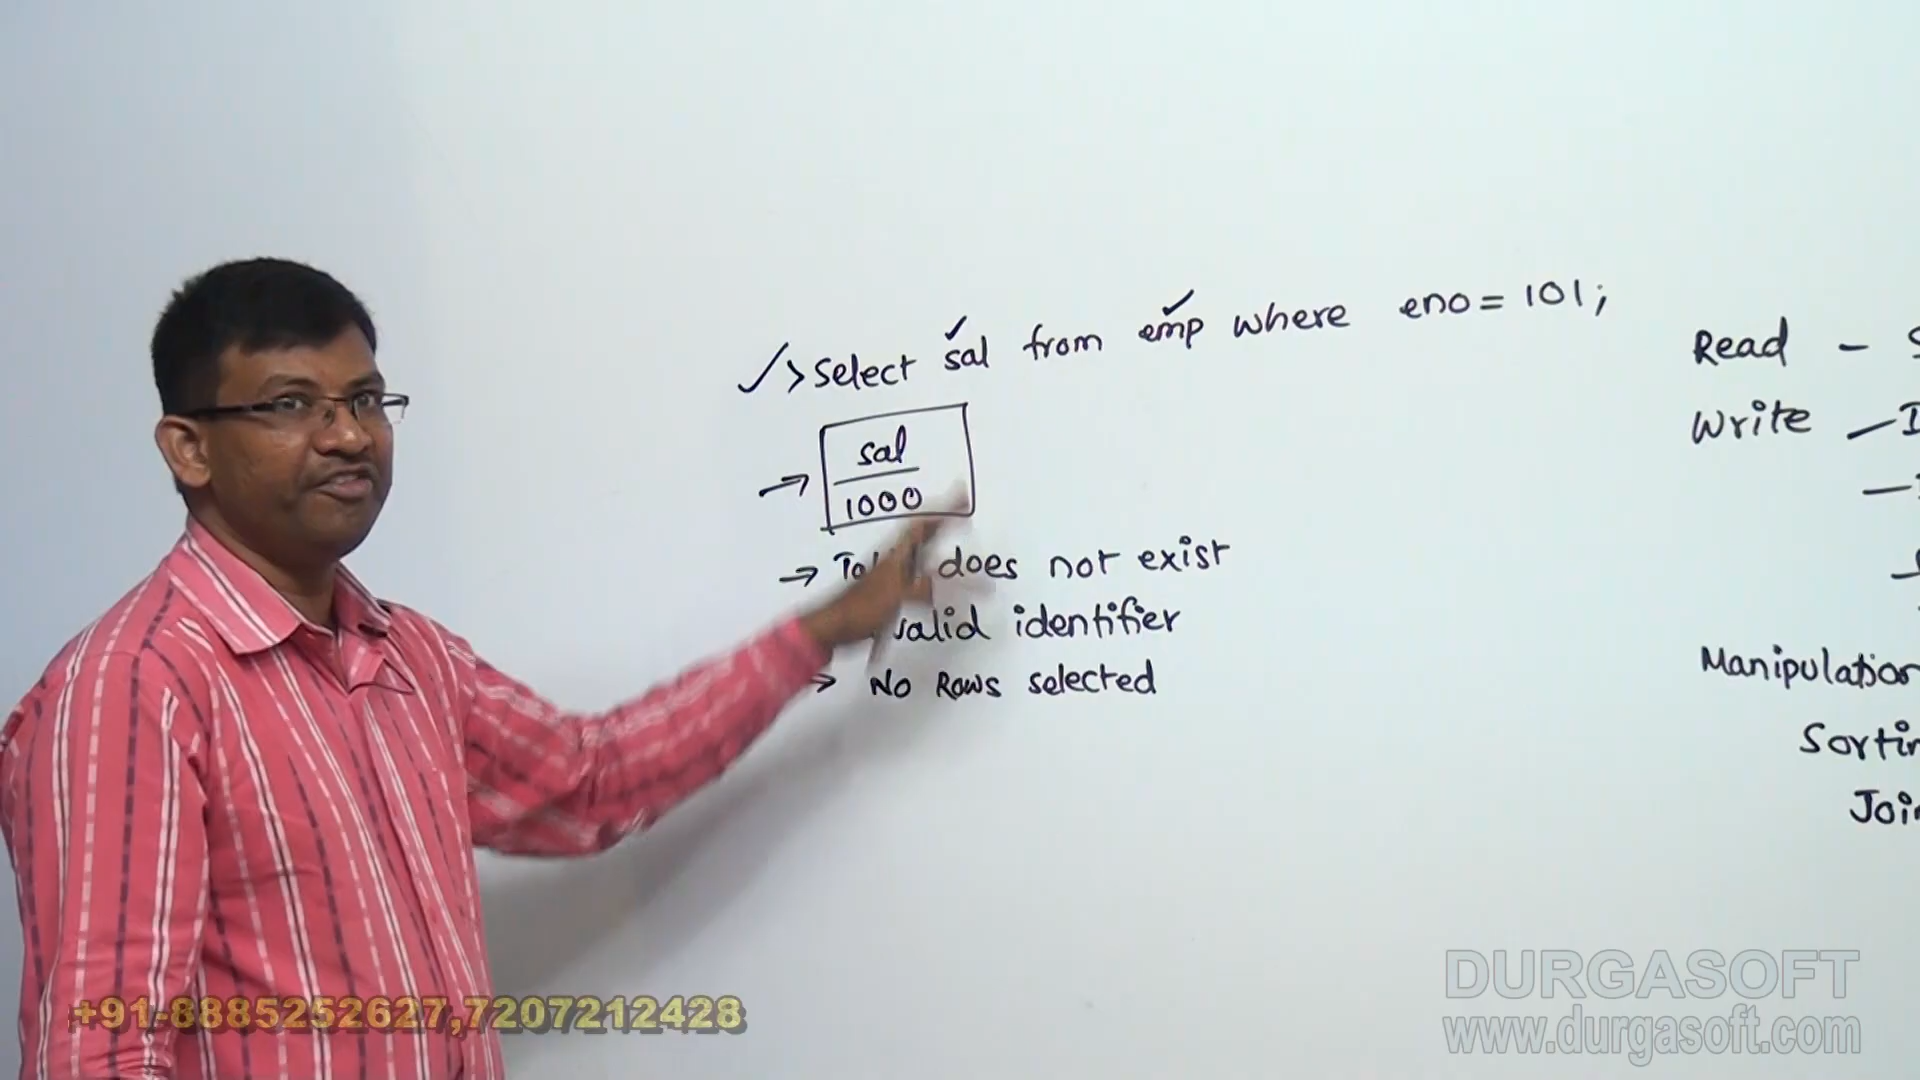 > Select sal from emp where eno = 101;
sal
1000
→ does not exist
identifier
→ No Rows selected
Read -
Write -
Manipulation
+91-8885252627,7207212428
DURGASOFT
www.durgasoft.com